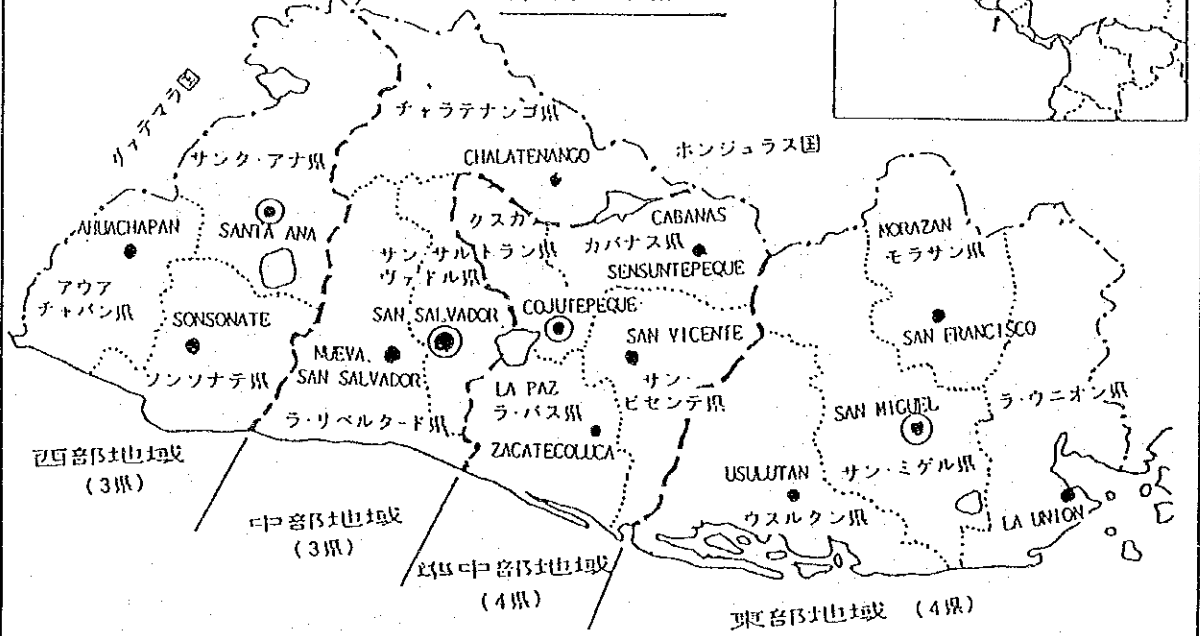 グァテマラ国
チャラテナンゴ県
サンタ・アナ県
CHALATENANGO
ホンジュラス国
AHUACHAPAN
SANTA ANA
クスカ
トラン県
CABANAS
カバナス県
SENSUNTEPEQUE
MORAZAN
モラサン県
サン サル
ヴァドル県
アウア
チャパン県
SONSONATE
SAN SALVADOR
COJUTEPEQUE
SAN VICENTE
SAN FRANCISCO
NUEVA
SAN SALVADOR
ソンソナテ県
LA PAZ
ラ・パス県
サン・
ビセンテ県
SAN MIGUEL
ラ・ウニオン県
ラ・リベルタード県
ZACATECOLUCA
USULUTAN
サン・ミゲル県
ウスルタン県
LA UNION
西部地域
(3県)
中部地域
(3県)
準中部地域
(4県)
東部地域 (4県)